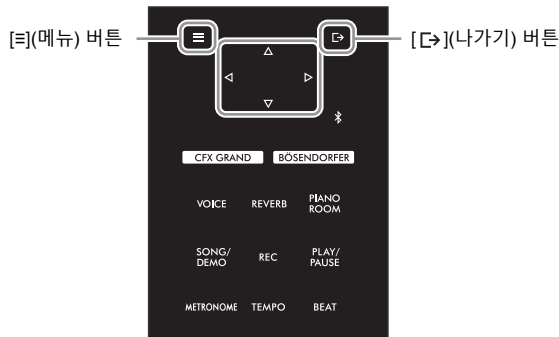 [≡](메뉴) 버튼
[ ](나가기) 버튼
CFX GRAND
BÖSENDORFER
VOICE
REVERB
PIANO
ROOM
SONG/
DEMO
REC
PLAY/
PAUSE
METRONOME
TEMPO
BEAT